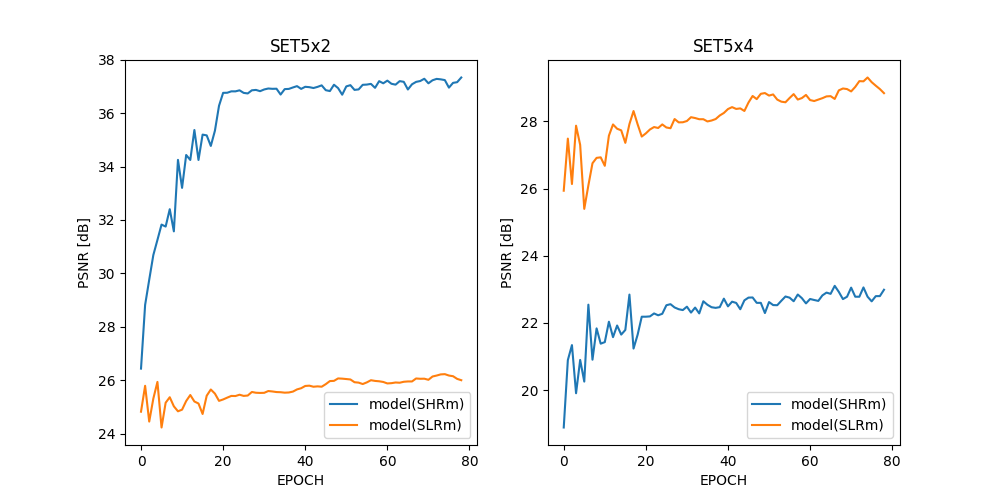 SET5x2
PSNR [dB]
38
36
34
32
30
28
26
24
0 20 40 60 80
EPOCH
model(SHRm)
model(SLRm)
SET5x4
PSNR [dB]
28
26
24
22
20
0 20 40 60 80
EPOCH
model(SHRm)
model(SLRm)